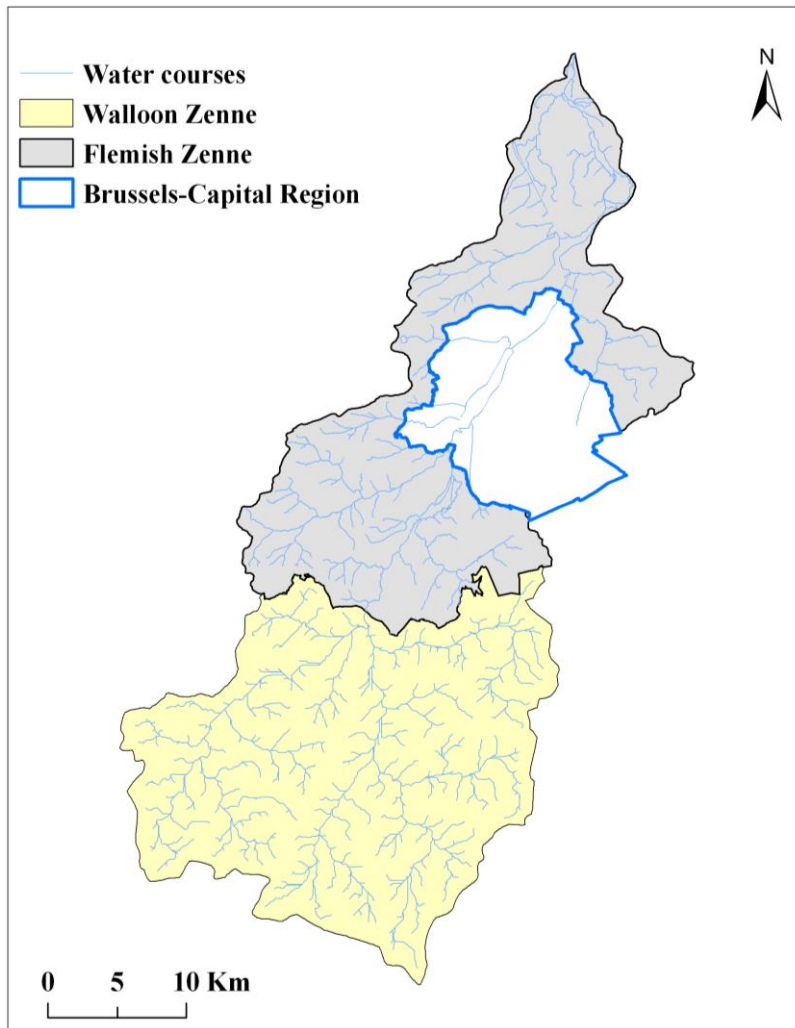 N
Water courses
Walloon Zenne
Flemish Zenne
Brussels-Capital Region
0 5 10 Km